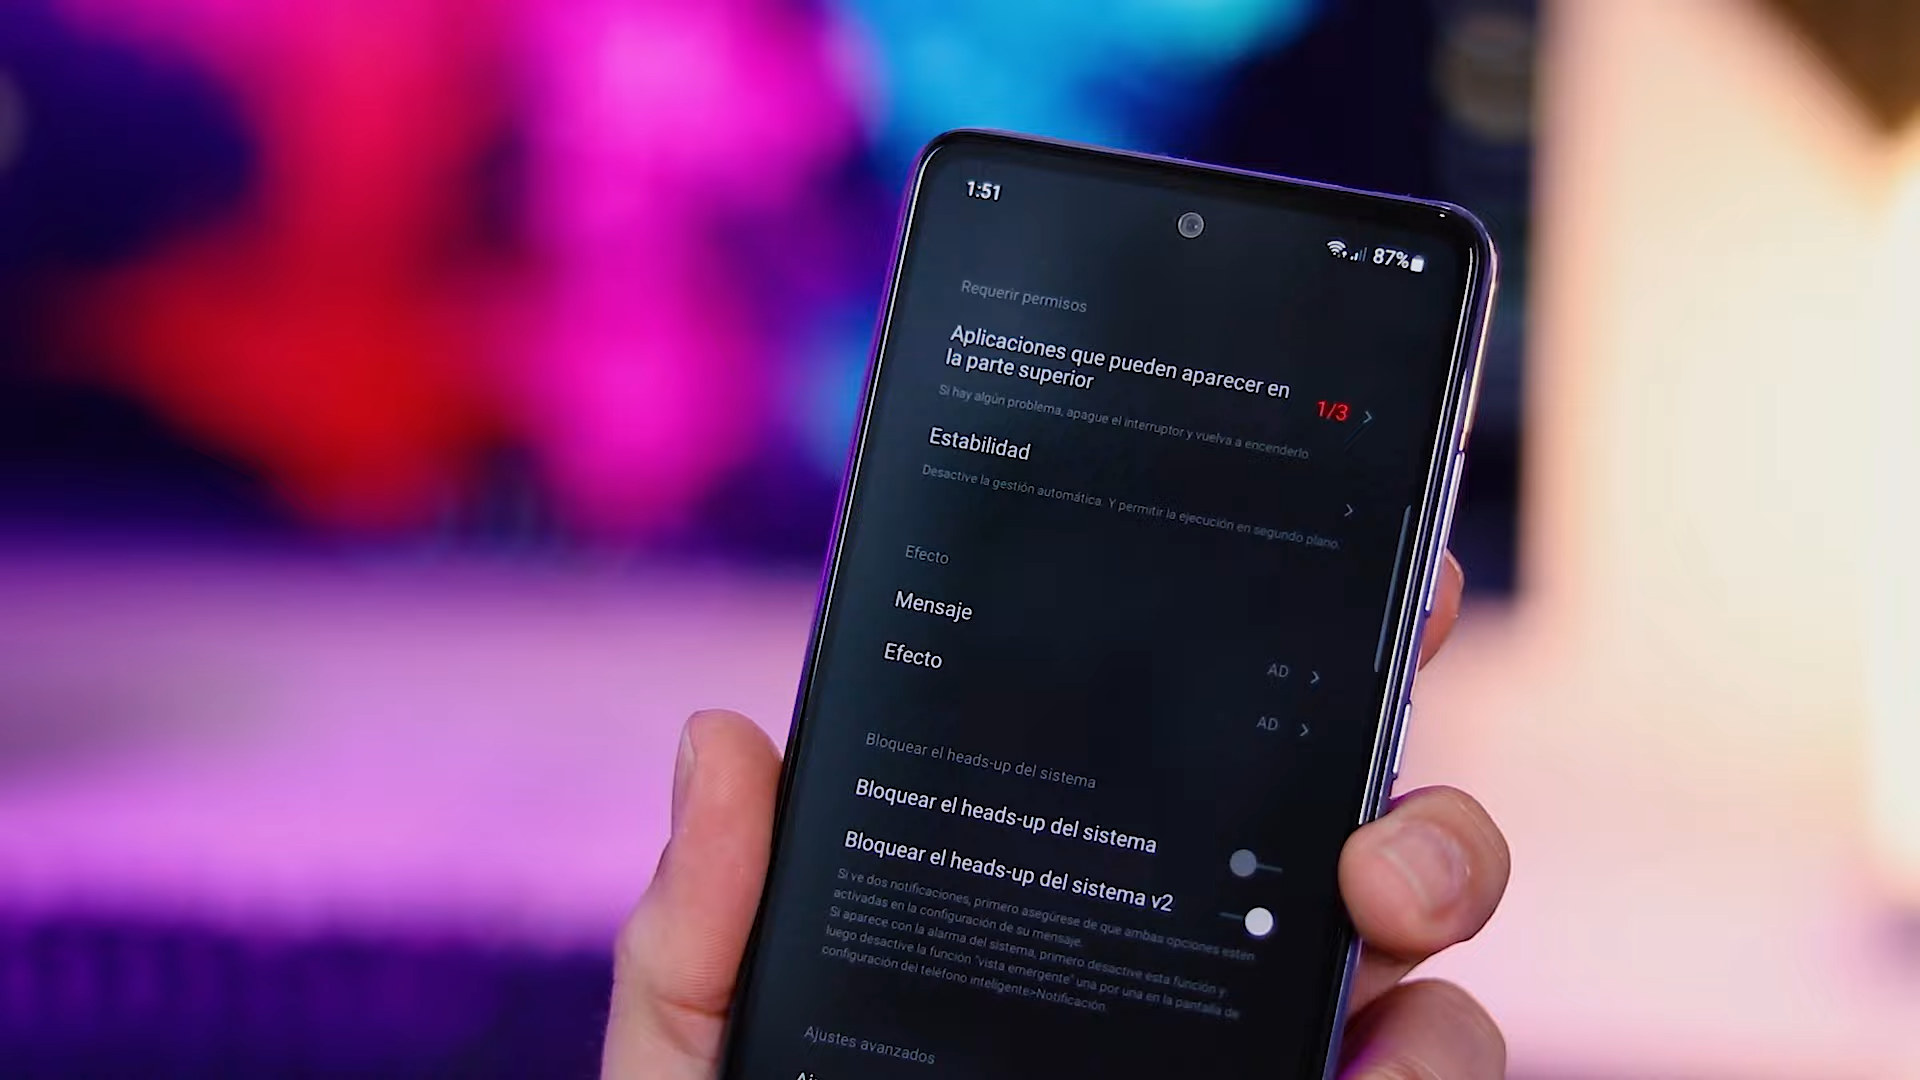 1:51
87%
Requerir permisos
Aplicaciones que pueden aparecer en
la parte superior
1/3
Si hay algún problema, apague el interruptor y vuelva a encenderlo
Estabilidad
Desactive la gestión automática. Y permitir la ejecución en segundo plano.
Efecto
Mensaje
AD
Efecto
AD
Bloquear el heads-up del sistema
Bloquear el heads-up del sistema
Bloquear el heads-up del sistema v2
Si ve dos notificaciones, primero asegúrese de que ambas opciones estén
activadas en la configuración de su mensaje.
Si aparece con la alarma del sistema, primero desactive esta función y
luego desactive la función "vista emergente" una por una en la pantalla de
configuración del teléfono inteligente>Notificación.
Ajustes avanzados